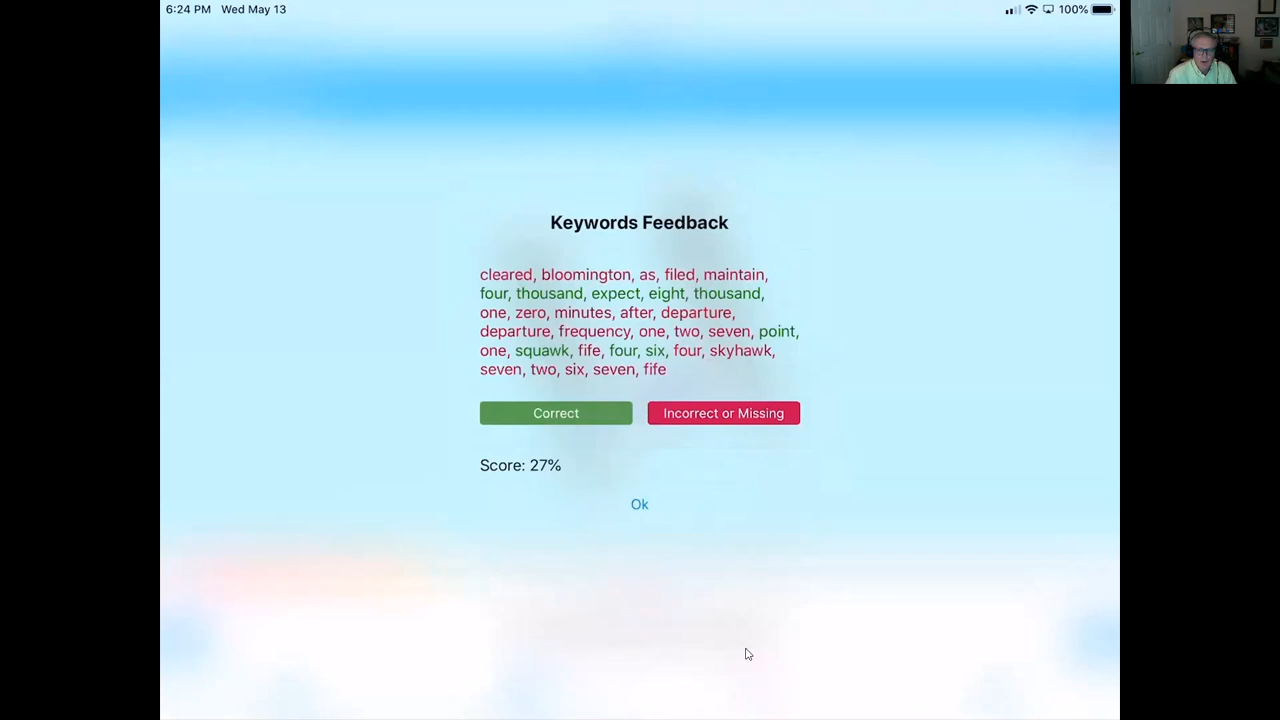 6:24 PM Wed May 13
100%
Keywords Feedback
cleared, bloomington, as, filed, maintain,
four, thousand, expect, eight, thousand,
one, zero, minutes, after, departure,
departure, frequency, one, two, seven, point,
one, squawk, fife, four, six, four, skyhawk,
seven, two, six, seven, fife
Correct
Incorrect or Missing
Score: 27%
Ok